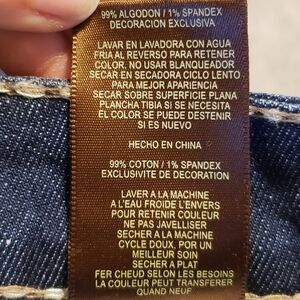 99% ALGODON / 1% SPANDEX
DECORACION EXCLUSIVA
LAVAR EN LAVADORA CON AGUA
FRIA AL REVERSO PARA RETENER
COLOR. NO USAR BLANQUEADOR
SECAR EN SECADORA CICLO LENTO
PARA MEJOR APARIENCIA
SECAR SOBRE SUPERFICIE PLANA
PLANCHA TIBIA SI SE NECESITA
EL COLOR SE PUEDE DESTENIR
SI ES NUEVO
HECHO EN CHINA
99% COTON / 1% SPANDEX
EXCLUSIVITE DE DECORATION
LAVER A LA MACHINE
A L'EAU FROIDE L'ENVERS
POUR RETENIR COULEUR
NE PAS JAVELLISER
SECHER A LA MACHINE
CYCLE DOUX, POR UN
MEILLEUR SOIN
SECHER A PLAT
FER CHEUD SELON LES BESOINS
LA COULEUR PEUT TRANSFERER
QUAND NEUF